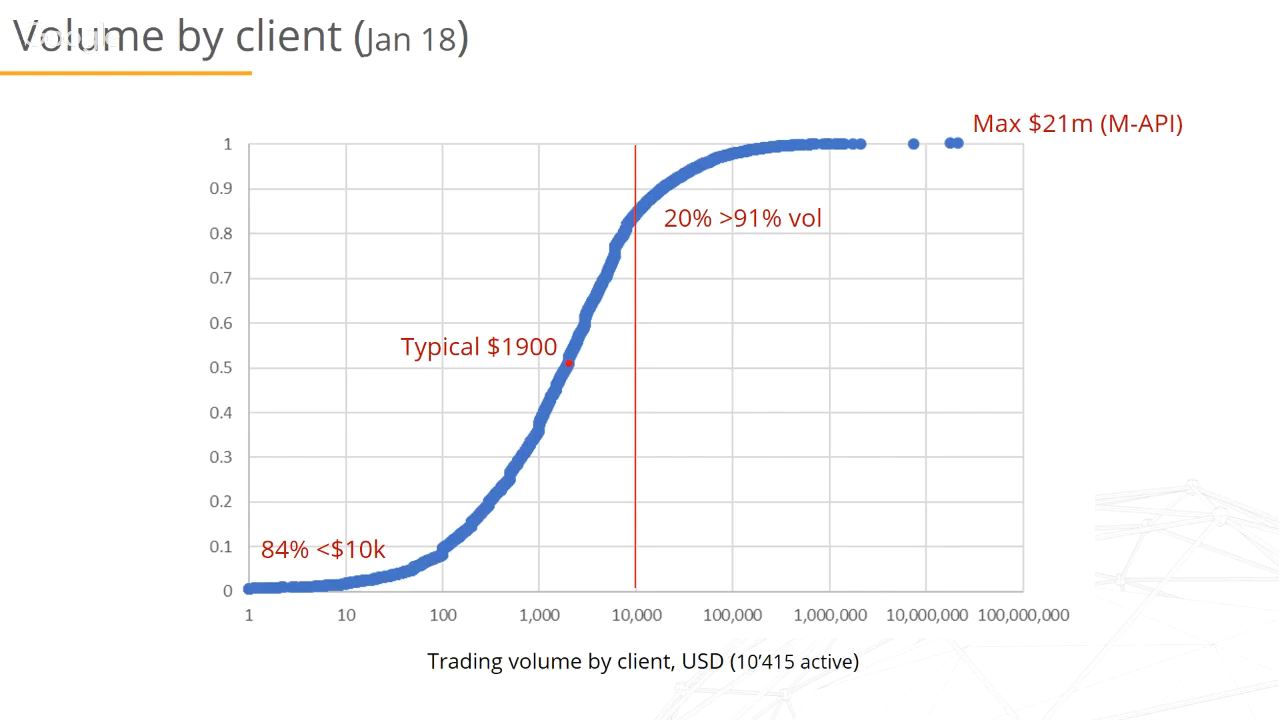 Volume by client (Jan 18)
Google
Max $21m (M-API)
1
0.9
20% >91% vol
0.8
0.7
0.6
Typical $1900
0.5
0.4
0.3
0.2
84% <$10k
0.1
0
1 10 100 1,000 10,000 100,000 1,000,000 10,000,000 100,000,000
Trading volume by client, USD (10’415 active)